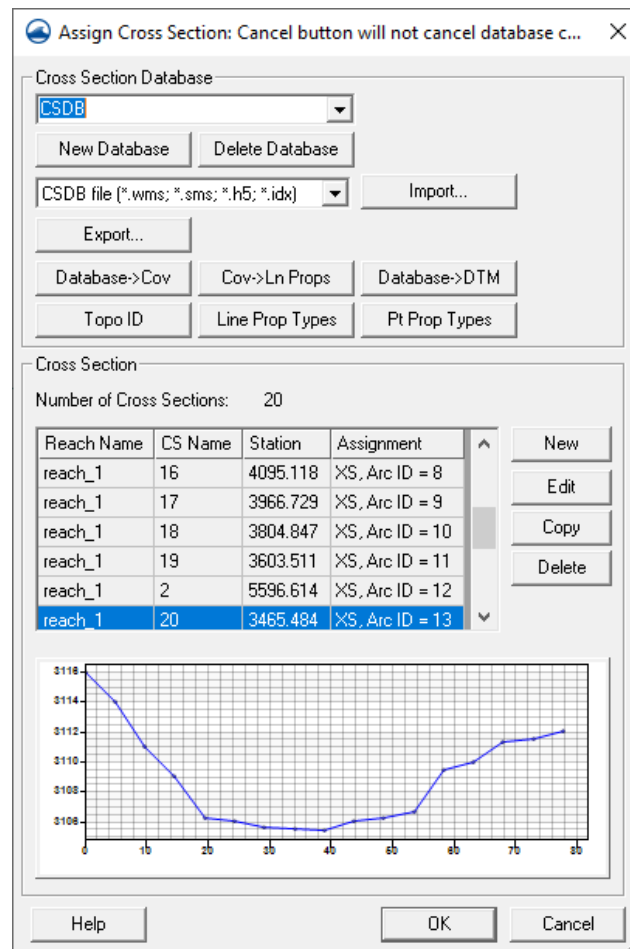 Assign Cross Section: Cancel button will not cancel database c...
Cross Section Database
CSDB
New Database Delete Database
CSDB file (*.wms; *.sms; *.h5; *.idx) Import...
Export...
Database->Cov Cov->Ln Props Database->DTM
Topo ID Line Prop Types Pt Prop Types
Cross Section
Number of Cross Sections: 20
Reach Name CS Name Station Assignment
reach_1 16 4095.118 XS, Arc ID = 8
reach_1 17 3966.729 XS, Arc ID = 9
reach_1 18 3804.847 XS, Arc ID = 10
reach_1 19 3603.511 XS, Arc ID = 11
reach_1 2 5596.614 XS, Arc ID = 12
reach_1 20 3465.484 XS, Arc ID = 13
New
Edit
Copy
Delete
3116
3114
3112
3110
3108
3106
0 10 20 30 40 50 60 70 80
Help OK Cancel